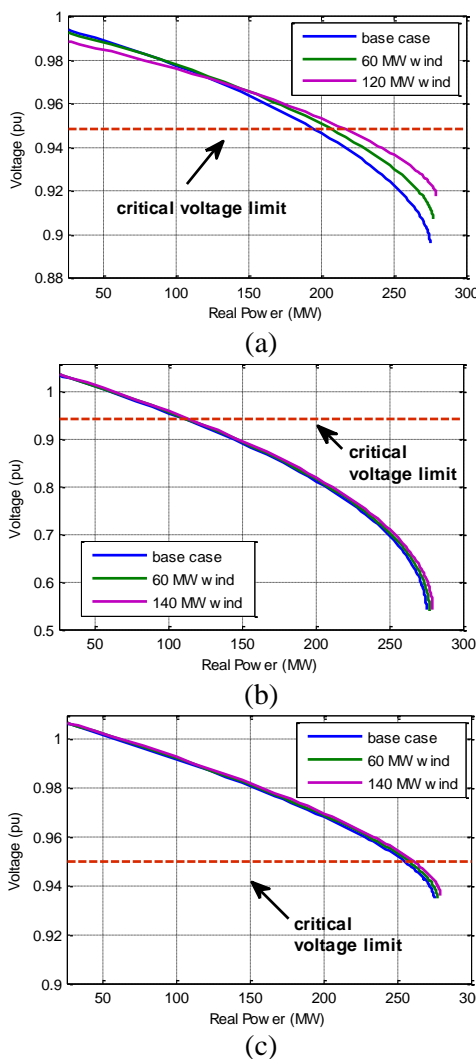 1
0.98
0.96
0.94
0.92
0.9
0.88
Voltage (pu)
base case
60 MW wind
120 MW wind
critical voltage limit
50
100
150
200
250
300
Real Power (MW)
(a)
1
0.9
0.8
0.7
0.6
0.5
Voltage (pu)
critical
voltage limit
base case
60 MW wind
140 MW wind
50
100
150
200
250
300
Real Power (MW)
(b)
1
0.98
0.96
0.94
0.92
0.9
Voltage (pu)
base case
60 MW wind
140 MW wind
critical
voltage limit
50
100
150
200
250
300
Real Power (MW)
(c)